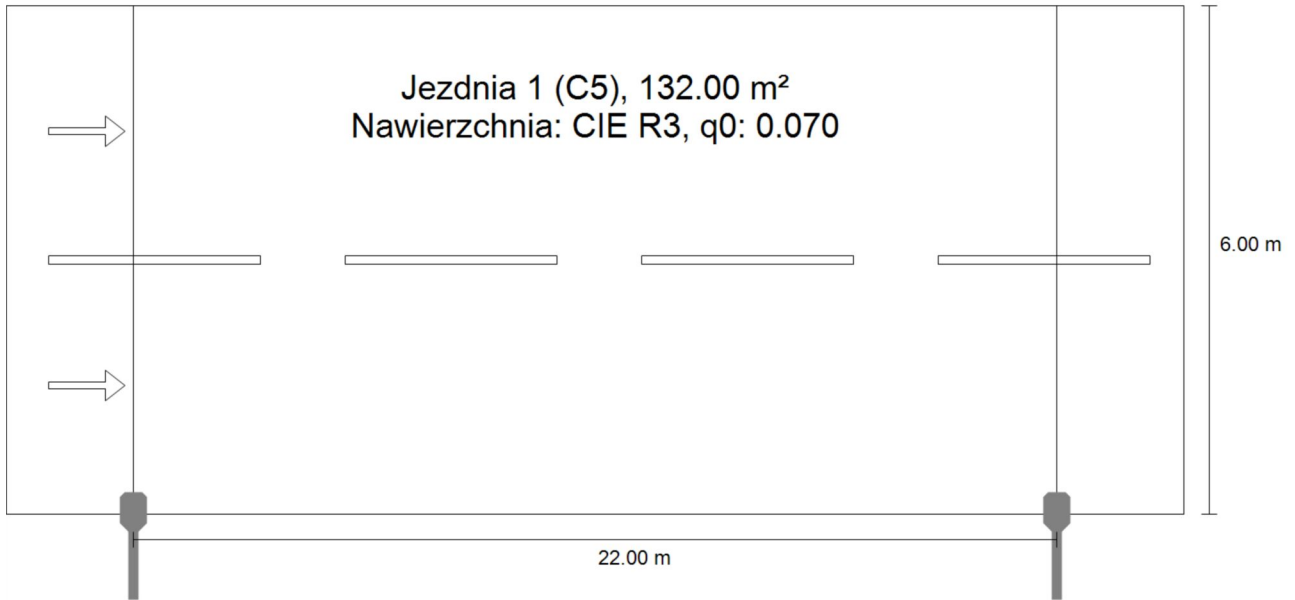 Jezdnia 1 (C5), 132.00 m²
Nawierzchnia: CIE R3, q0: 0.070
6.00 m
22.00 m